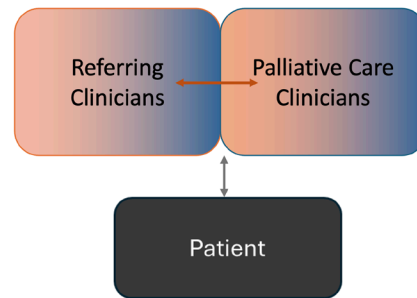 Referring
Clinicians
Palliative Care
Clinicians
Patient